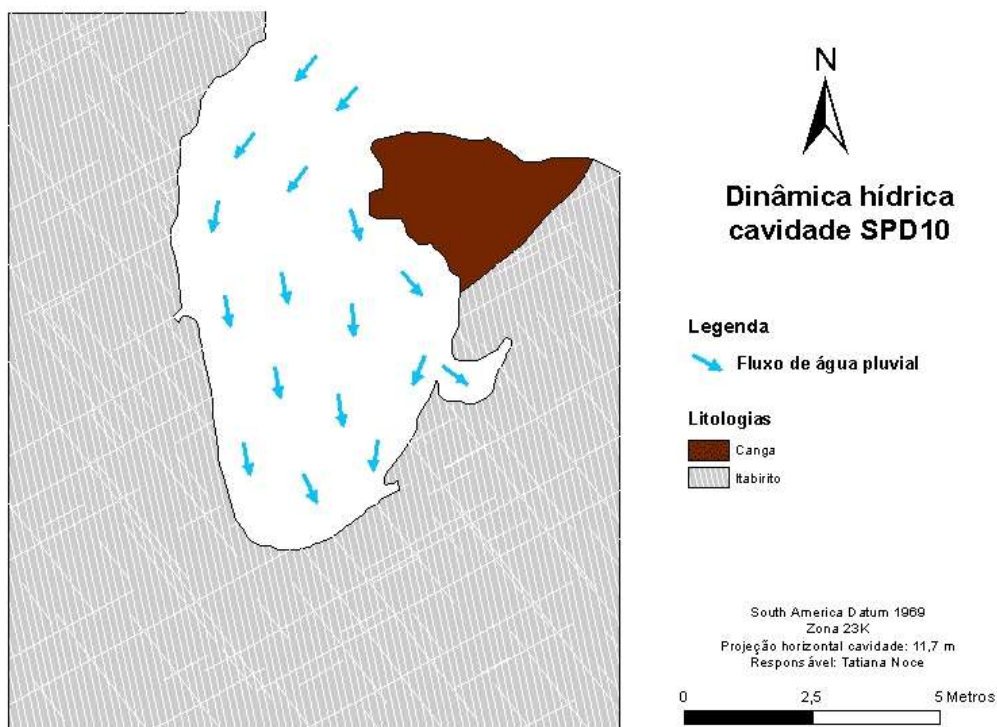 N
Dinâmica hídrica
cavidade SPD10
Legenda
Fluxo de água pluvial
Litologias
Canga
Itabirito
South America Datum 1969
Zona 23K
Projeção horizontal cavidade: 11,7 m
Responsável: Tatiana Noce
0 2,5 5 Metros